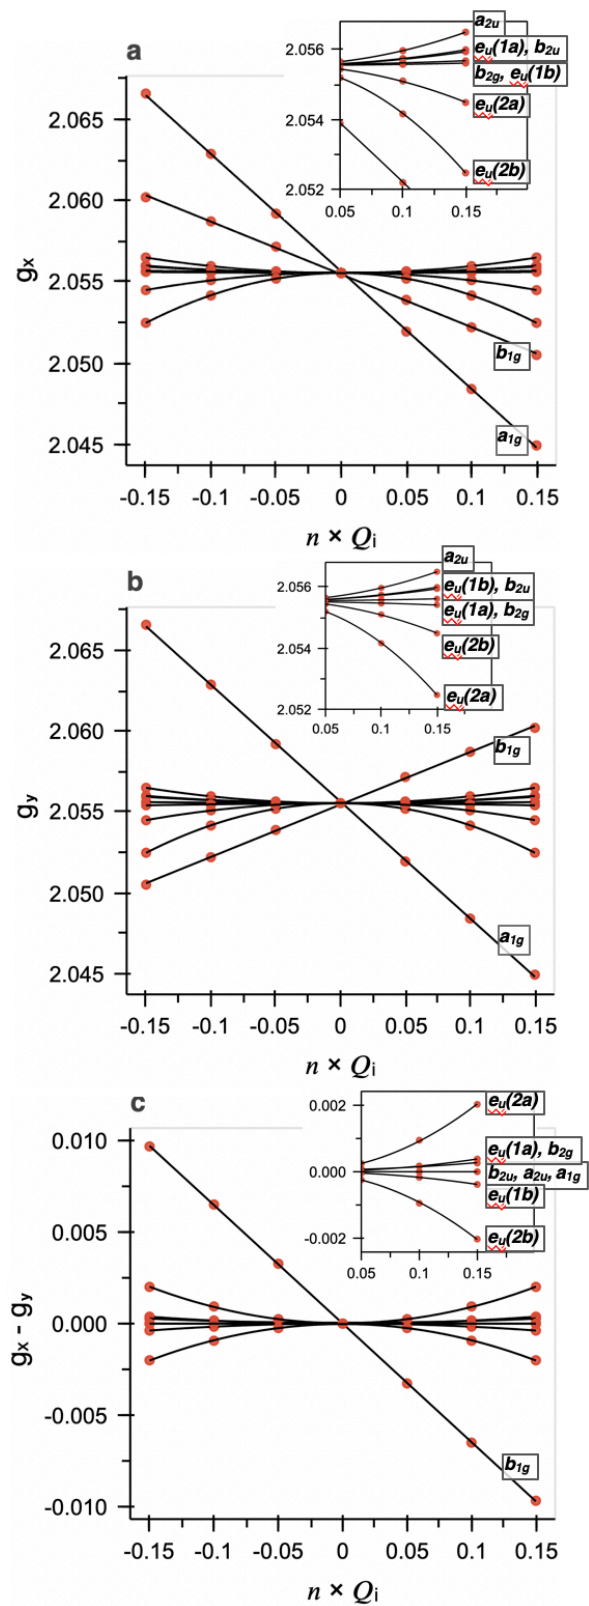 a
a2u
eu(1a), b2u
b2g, eu(1b)
eu(2a)
eu(2b)
2.056
2.054
2.052
0.05 0.1 0.15
2.065
2.060
2.055
2.050
2.045
gx
b1g
a1g
-0.15 -0.1 -0.05 0 0.05 0.1 0.15
n × Qi
b
a2u
eu(1b), b2u
eu(1a), b2g
eu(2b)
eu(2a)
2.056
2.054
2.052
0.05 0.1 0.15
2.065
2.060
2.055
2.050
2.045
gy
b1g
a1g
-0.15 -0.1 -0.05 0 0.05 0.1 0.15
n × Qi
c
eu(2a)
eu(1a), b2g
b2u, a2u, a1g
eu(1b)
eu(2b)
0.002
0.000
-0.002
0.05 0.1 0.15
0.010
0.005
0.000
-0.005
-0.010
gx - gy
b1g
-0.15 -0.1 -0.05 0 0.05 0.1 0.15
n × Qi